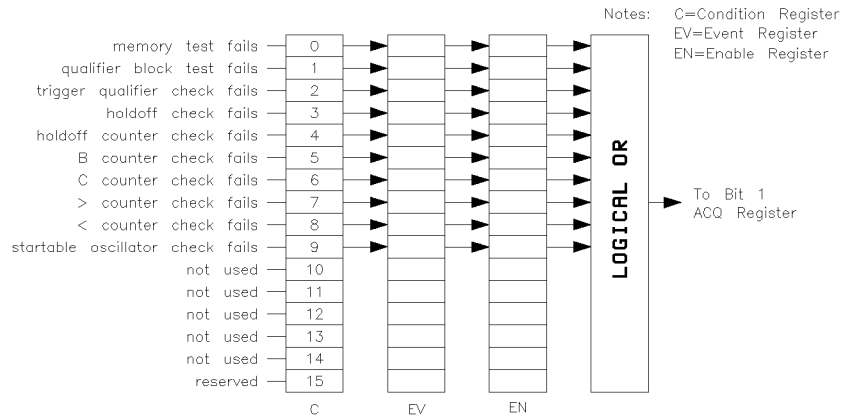 Notes: C=Condition Register
EV=Event Register
EN=Enable Register
memory test fails 0
qualifier block test fails 1
trigger qualifier check fails 2
holdoff check fails 3
holdoff counter check fails 4
B counter check fails 5
C counter check fails 6
> counter check fails 7
< counter check fails 8
startable oscillator check fails 9
not used 10
not used 11
not used 12
not used 13
not used 14
reserved 15
LOGICAL OR
To Bit 1
ACQ Register
C EV EN